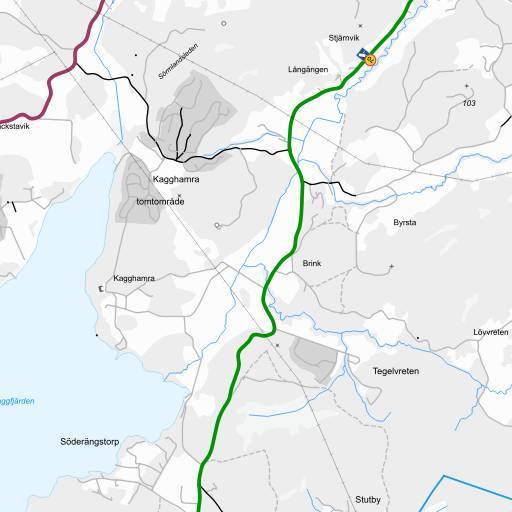 Stjärnvik
Sörmlandsleden
Långängen
103
ckstavik
Kagghamra
tomtområde
Byrsta
Brink
Kagghamra
Lövvreten
Tegelvreten
ggfjärden
Söderängstorp
Stutby